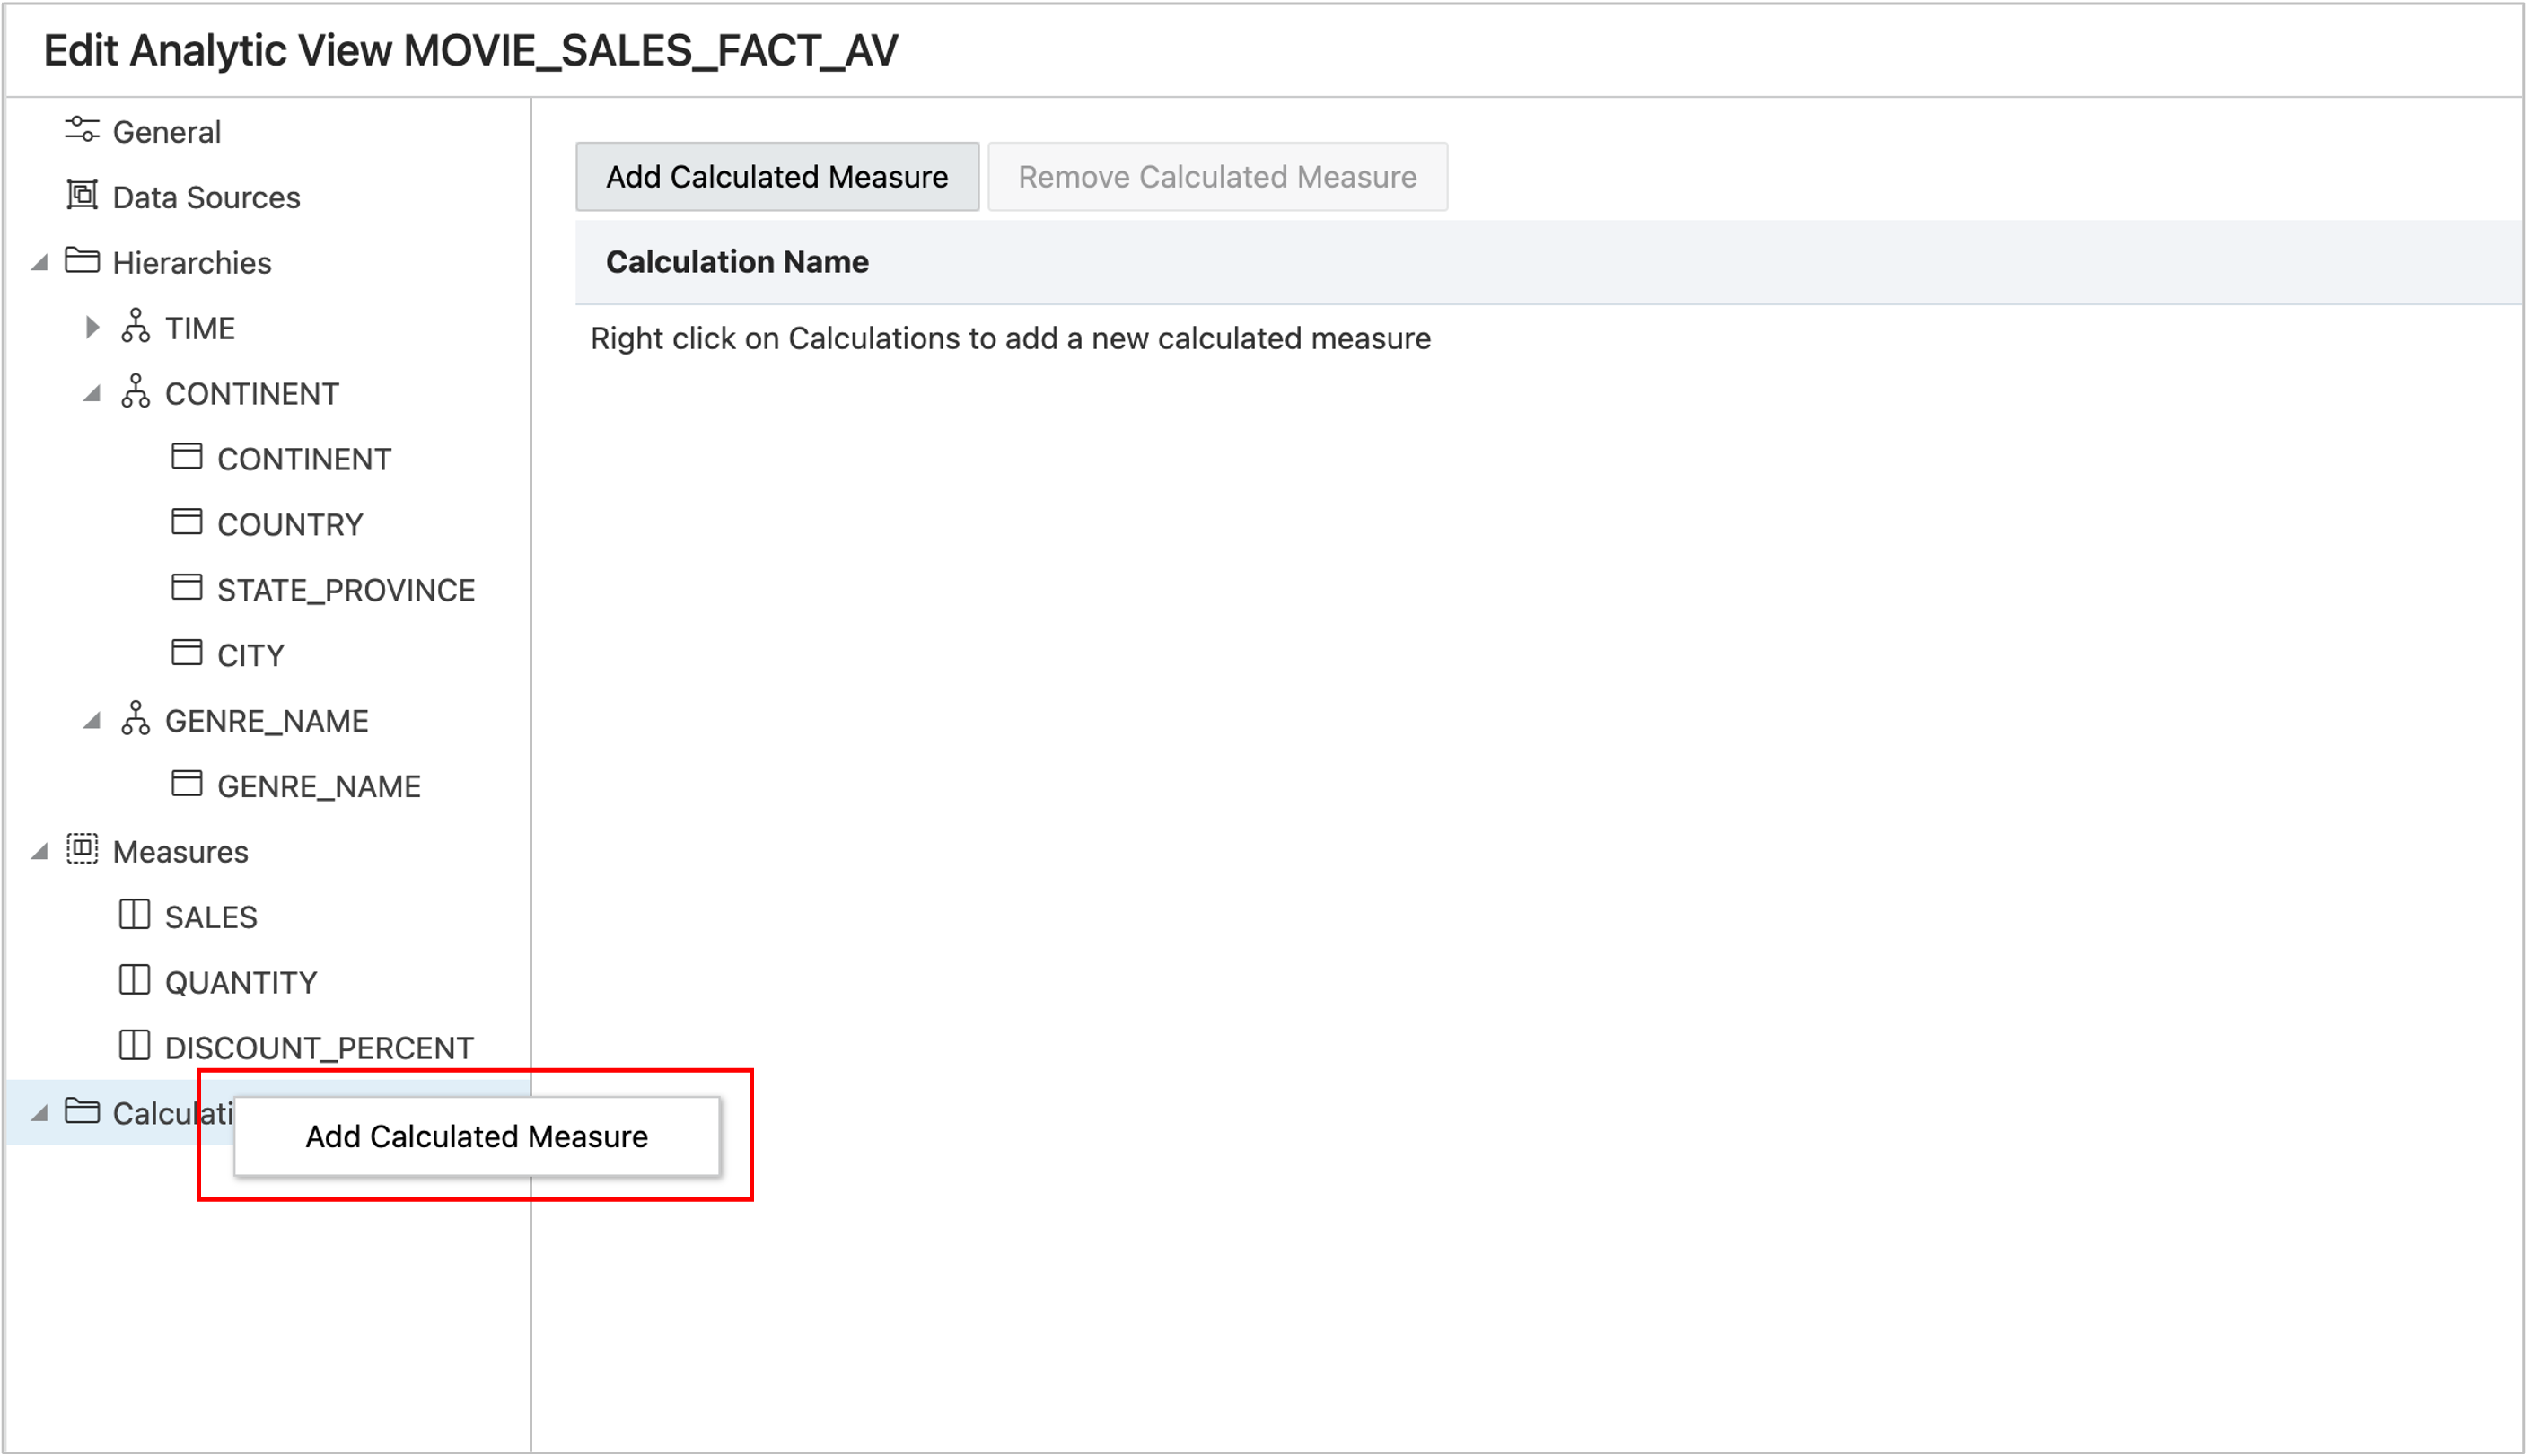 Edit Analytic View MOVIE_SALES_FACT_AV
General
Data Sources
Hierarchies
TIME
CONTINENT
CONTINENT
COUNTRY
STATE_PROVINCE
CITY
GENRE_NAME
GENRE_NAME
Measures
SALES
QUANTITY
DISCOUNT_PERCENT
Calculati
Add Calculated Measure
Add Calculated Measure Remove Calculated Measure
Calculation Name
Right click on Calculations to add a new calculated measure